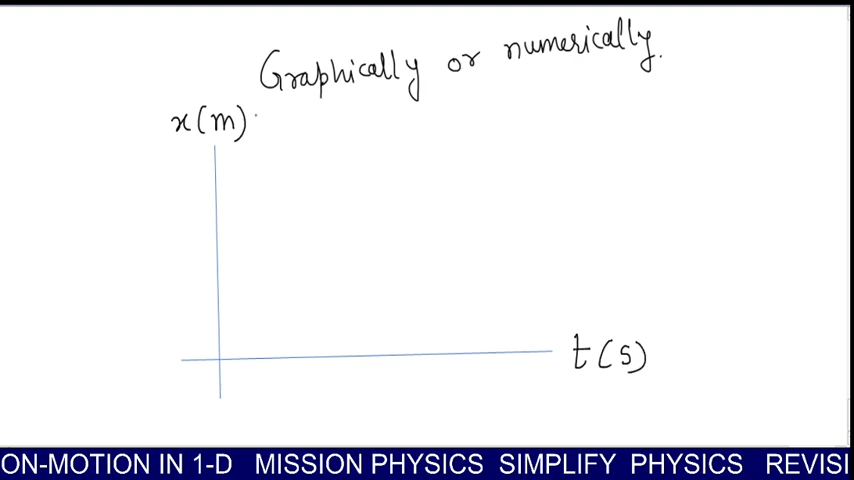 Graphically or numerically.
x(m)
t(s)
ON-MOTION IN 1-D MISSION PHYSICS SIMPLIFY PHYSICS REVISI